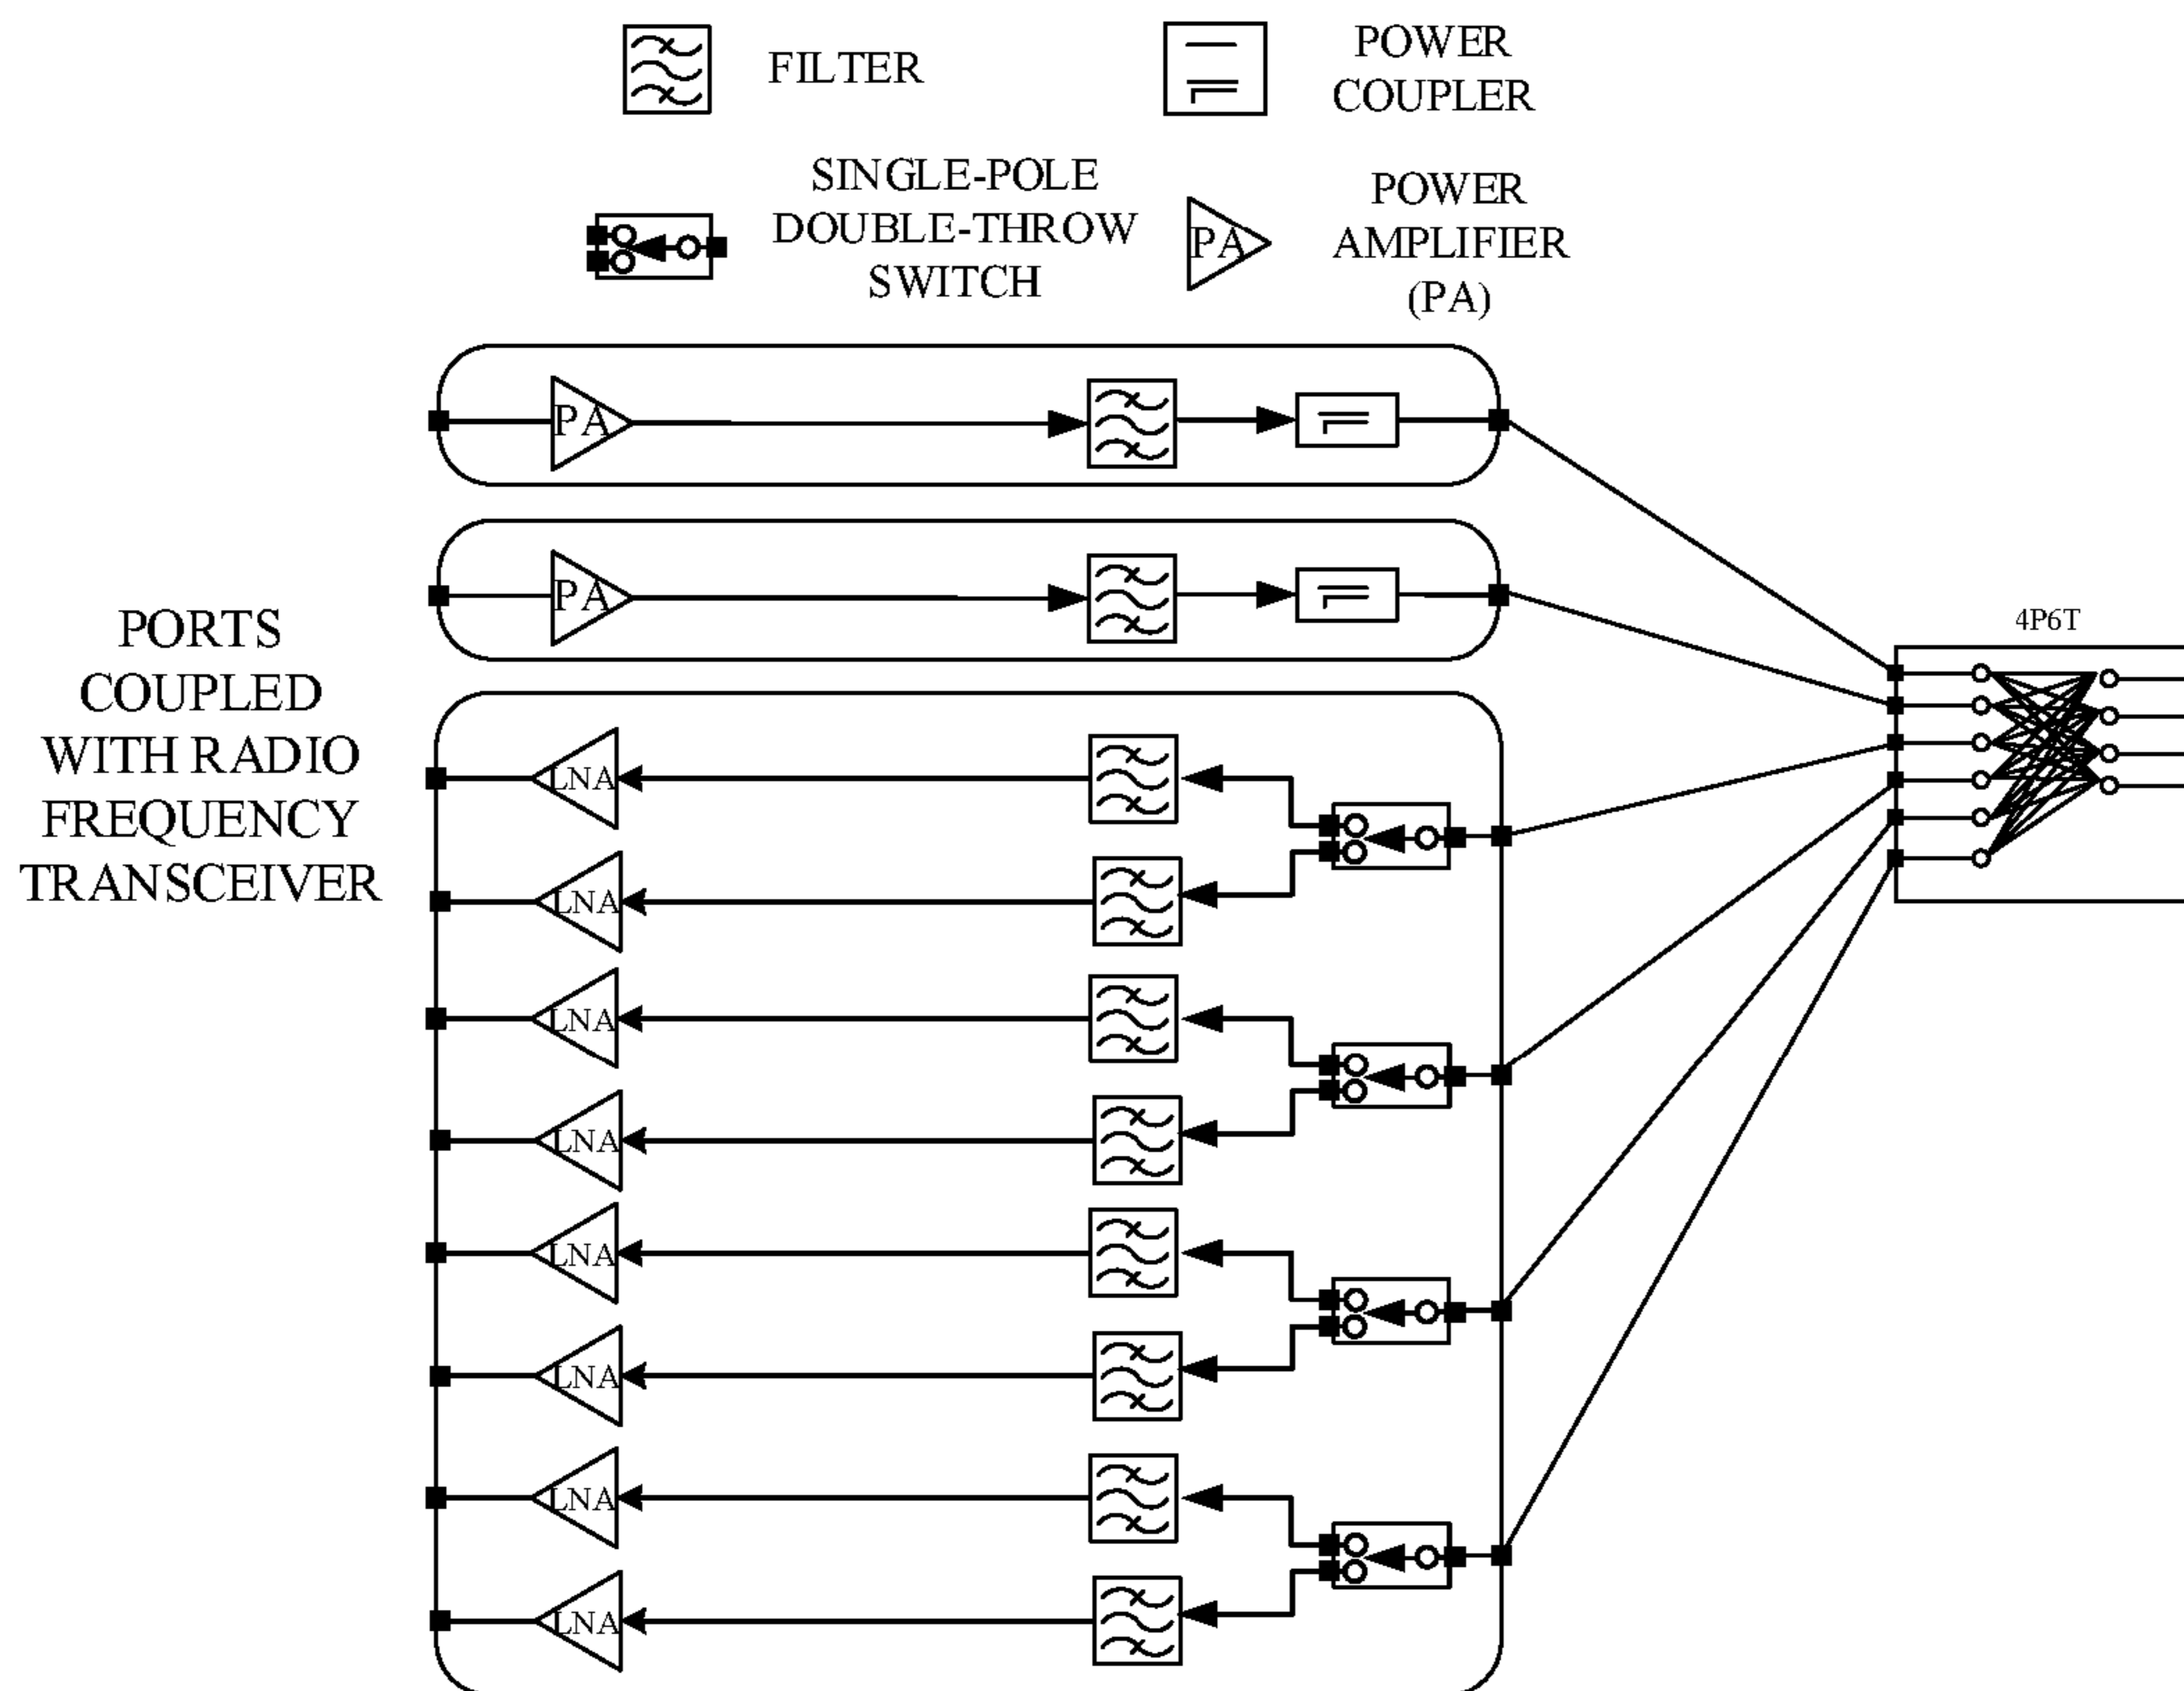 FILTER
POWER
COUPLER
SINGLE-POLE
DOUBLE-THROW
SWITCH
PA
POWER
AMPLIFIER
(PA)
PA
PA
PORTS
COUPLED
WITH RADIO
FREQUENCY
TRANSCEIVER
4P6T
LNA
LNA
LNA
LNA
LNA
LNA
LNA
LNA